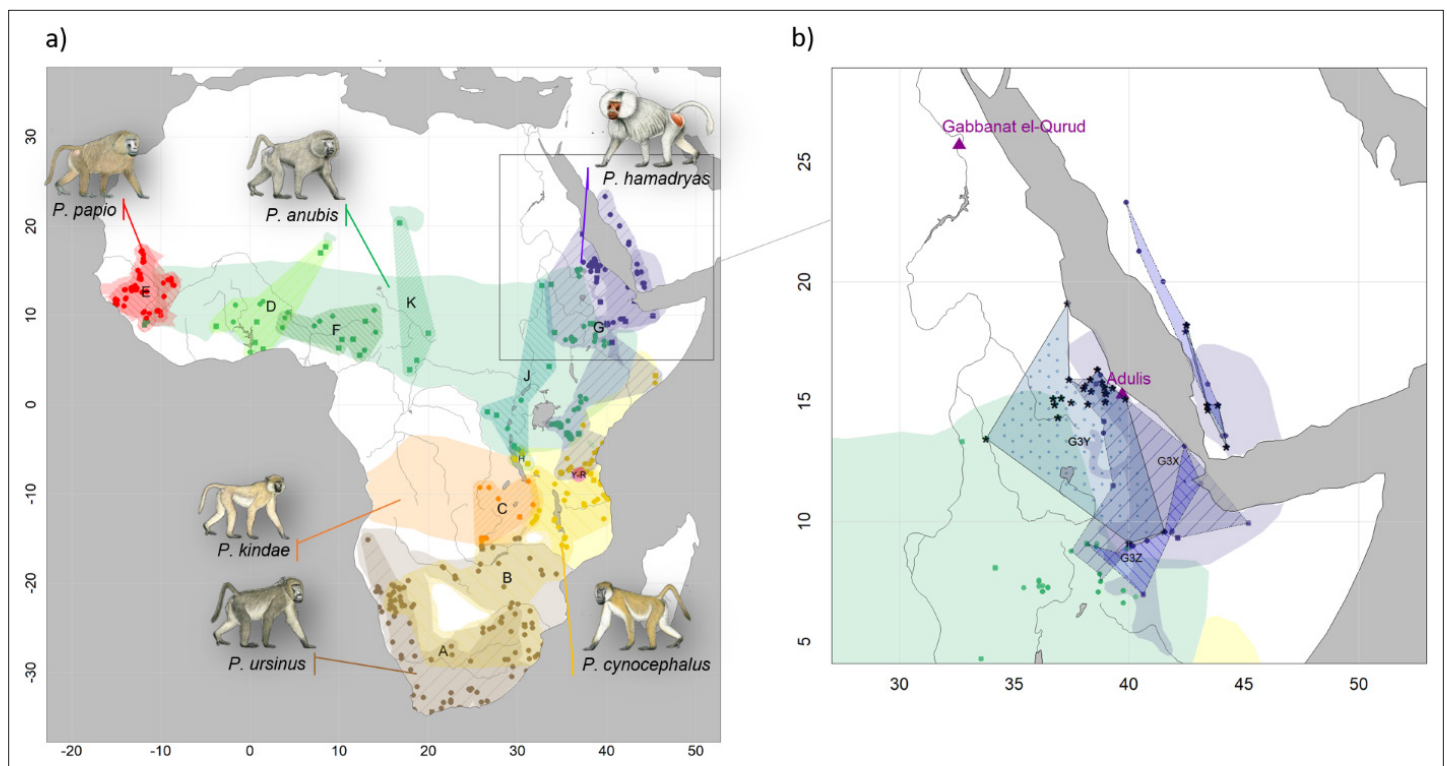 a)
P. papio
P. anubis
P. hamadryas
P. kindae
P. ursinus
P. cynocephalus
E
D
F
K
G
J
H
Y-R
C
B
A
30
20
10
0
-10
-20
-30
-20
-10
0
10
20
30
40
50
b)
Gabbanat el-Qurud
Adulis
G3Y
G3X
G3Z
25
20
15
10
5
30
35
40
45
50